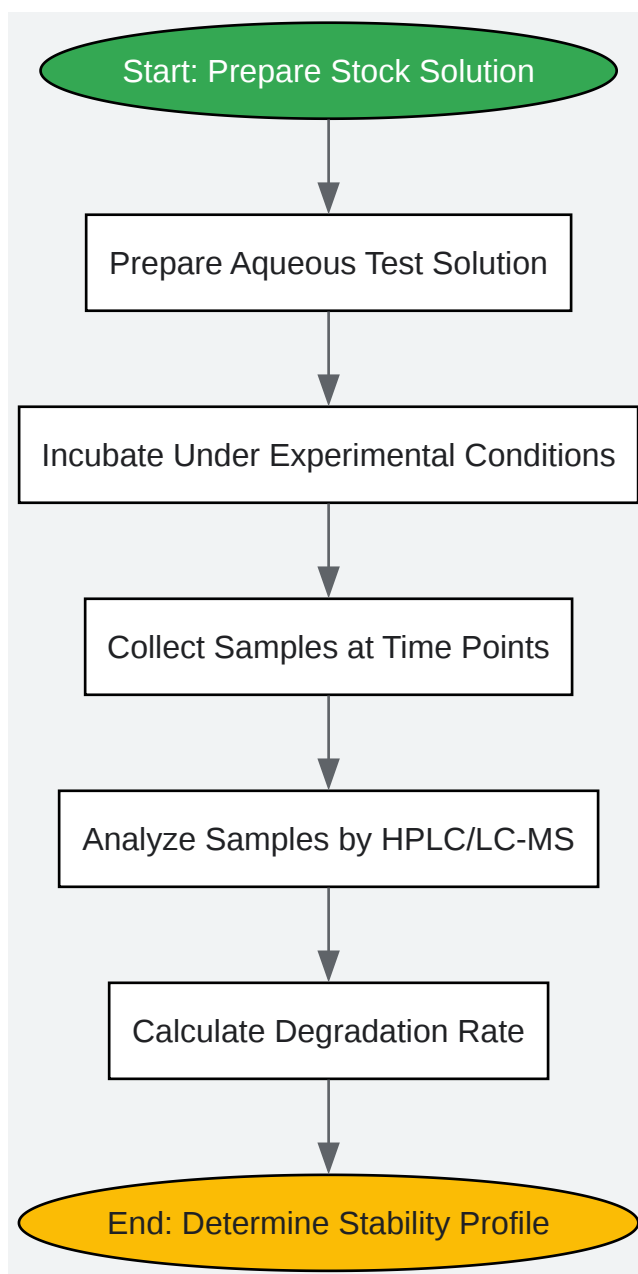 Start: Prepare Stock Solution
Prepare Aqueous Test Solution
Incubate Under Experimental Conditions
Collect Samples at Time Points
Analyze Samples by HPLC/LC-MS
Calculate Degradation Rate
End: Determine Stability Profile